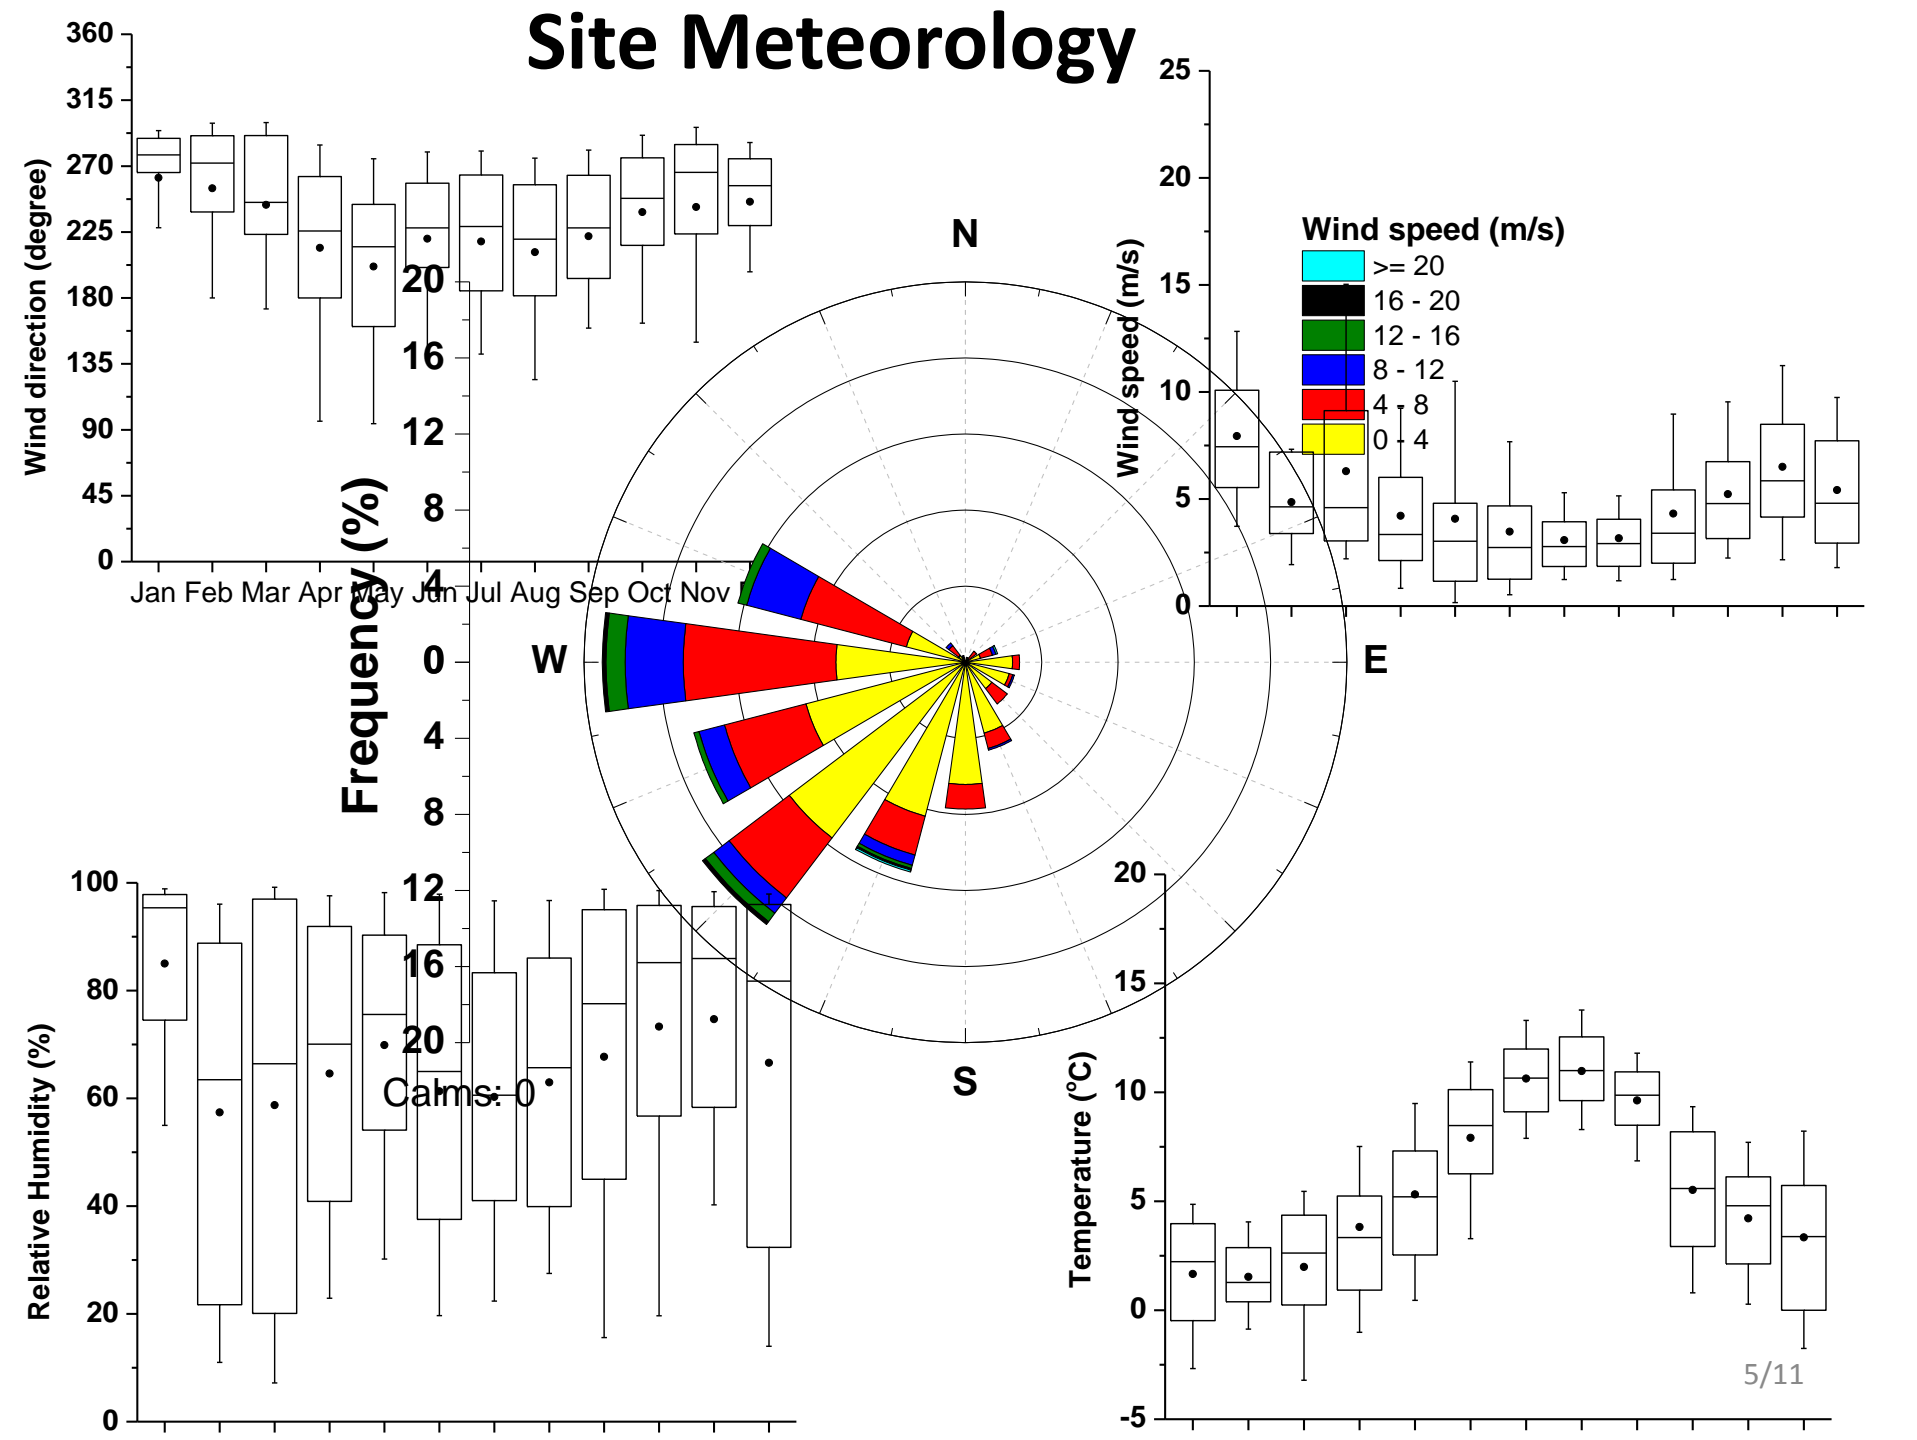 Site Meteorology
360
315
270
225
180
135
90
45
0
Wind direction (degree)
Jan Feb Mar Apr May Jun Jul Aug Sep Oct Nov
25
20
15
10
5
0
Wind speed (m/s)
Wind speed (m/s)
>= 20
16 - 20
12 - 16
8 - 12
4 - 8
0 - 4
N
W
E
S
20
16
12
8
4
0
4
8
12
16
20
Frequency (%)
Calms: 0
100
80
60
40
20
0
Relative Humidity (%)
20
15
10
5
0
-5
Temperature (°C)
5/11